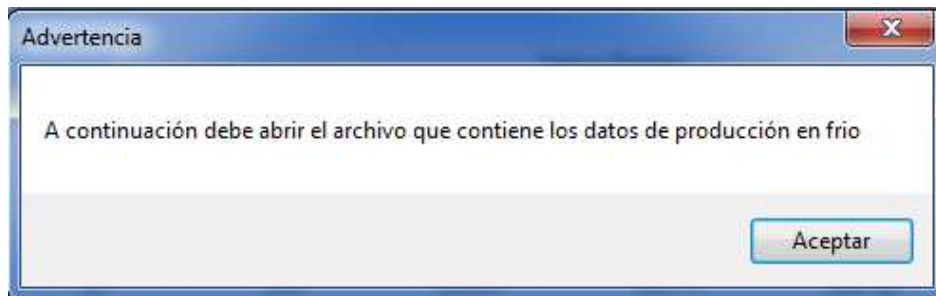 Advertencia
A continuación debe abrir el archivo que contiene los datos de producción en frio
Aceptar